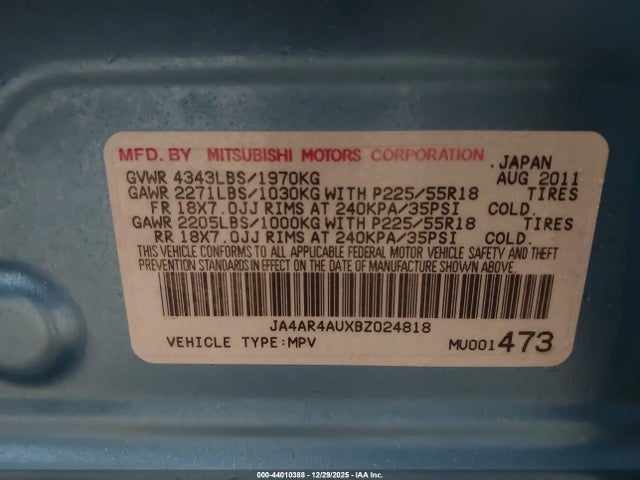 MFD. BY MITSUBISHI MOTORS CORPORATION, JAPAN
GVWR 4343LBS/1970KG AUG 2011
GAWR 2271LBS/1030KG WITH P225/55R18 TIRES
FR 18X7.0JJ RIMS AT 240KPA/35PSI COLD.
GAWR 2205LBS/1000KG WITH P225/55R18 TIRES
RR 18X7.0JJ RIMS AT 240KPA/35PSI COLD.
THIS VEHICLE CONFORMS TO ALL APPLICABLE FEDERAL MOTOR VEHICLE SAFETY AND THEFT
PREVENTION STANDARDS IN EFFECT ON THE DATE OF MANUFACTURE SHOWN ABOVE.
JA4AR4AUXBZ024818
VEHICLE TYPE:MPV MU001473
000-44010388 - 12/29/2025 - IAA Inc.